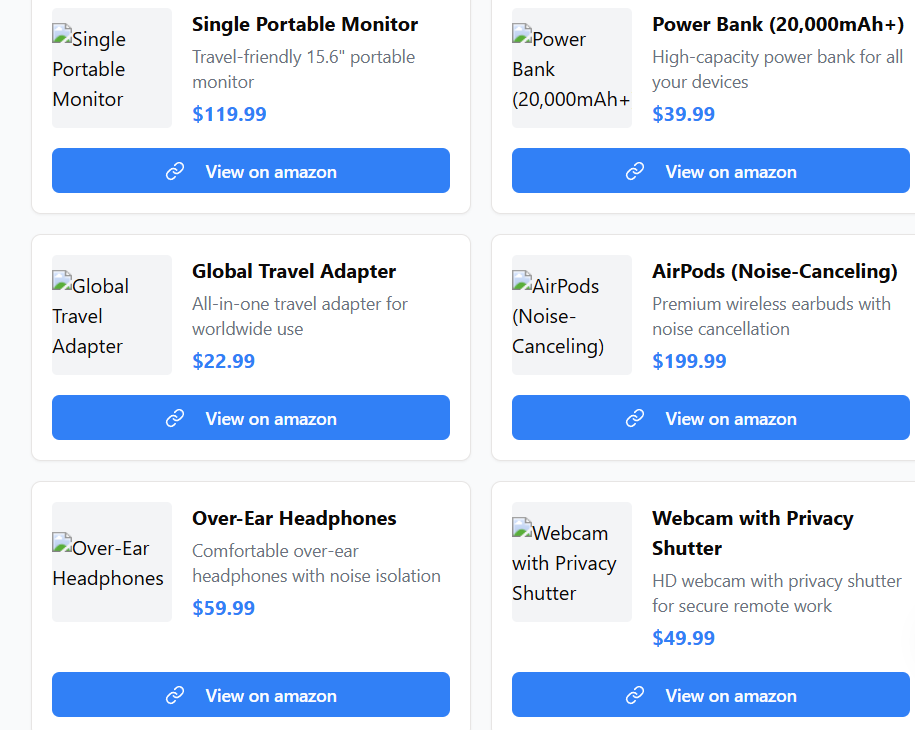 Single Portable Monitor
Single
Portable
Monitor
Travel-friendly 15.6" portable
monitor
$119.99
View on amazon
Power Bank (20,000mAh+)
Power
Bank
(20,000mAh+
High-capacity power bank for all
your devices
$39.99
View on amazon
Global Travel Adapter
Global
Travel
Adapter
All-in-one travel adapter for
worldwide use
$22.99
View on amazon
AirPods (Noise-Canceling)
AirPods
(Noise-
Canceling)
Premium wireless earbuds with
noise cancellation
$199.99
View on amazon
Over-Ear Headphones
Over-Ear
Headphones
Comfortable over-ear
headphones with noise isolation
$59.99
View on amazon
Webcam with Privacy
Shutter
Webcam
with Privacy
Shutter
HD webcam with privacy shutter
for secure remote work
$49.99
View on amazon